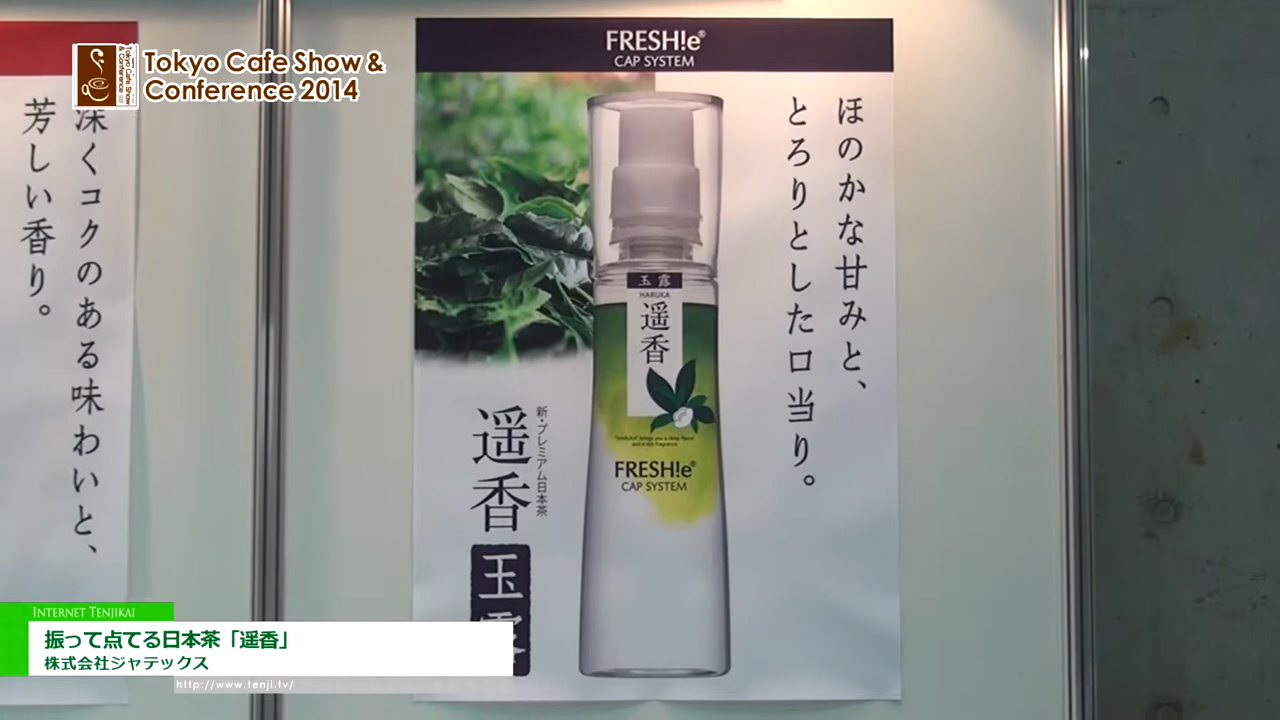 Tokyo Cafe Show &
Conference 2014
深くコクのある味わいと、
芳しい香り。
FRESH!e®
CAP SYSTEM
ほのかな甘みと、
とろりとした口当り。
玉露
HARUKA
遥香
FRESH!e®
CAP SYSTEM
新・プレミアム日本茶
遥香
玉露
INTERNET TENJIKAI
振って点てる日本茶「遥香」
株式会社ジャテックス
http://www.tenji.tv/